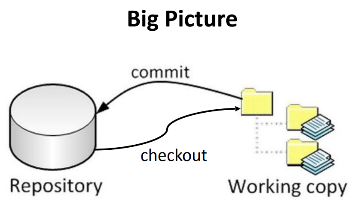 Big Picture
commit
checkout
Repository
Working copy